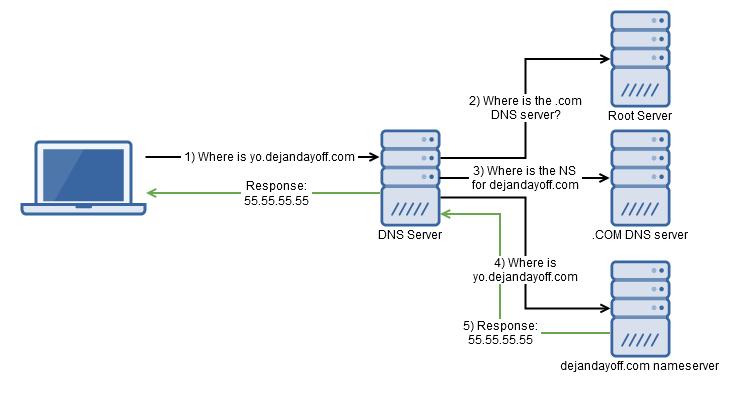 2) Where is the .com
DNS server?
Root Server
1) Where is yo.dejandayoff.com
3) Where is the NS
for dejandayoff.com
Response:
55.55.55.55
DNS Server
.COM DNS server
4) Where is
yo.dejandayoff.com
5) Response:
55.55.55.55
dejandayoff.com nameserver